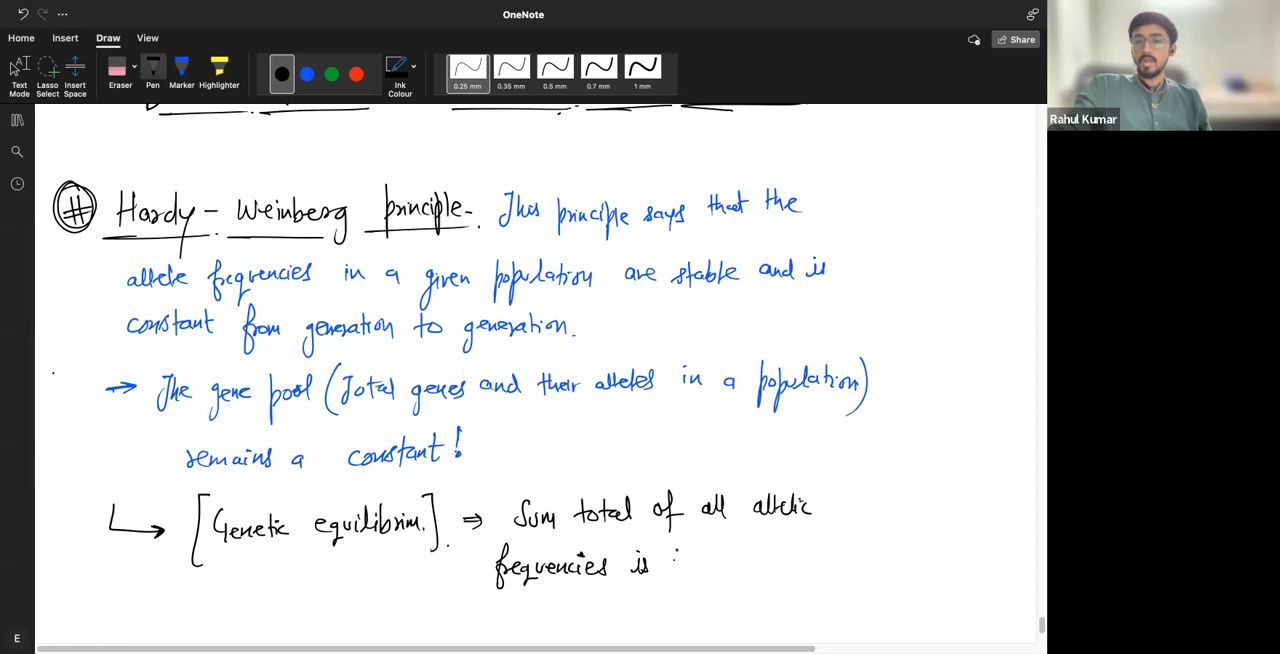 OneNote
Home Insert Draw View
Share
Text Mode
Lasso Select
Insert Space
Eraser
Pen
Marker
Highlighter
Ink Colour
0.25 mm 0.35 mm 0.5 mm 0.7 mm 1 mm
Rahul Kumar
# Hardy - Weinberg principle. This principle says that the
allele frequencies in a given population are stable and is
constant from generation to generation.
→ The gene pool (Total genes and their alleles in a population)
remains a constant!
[Genetic equilibrim.] ⇒ Sum total of all allelic
frequencies is
E